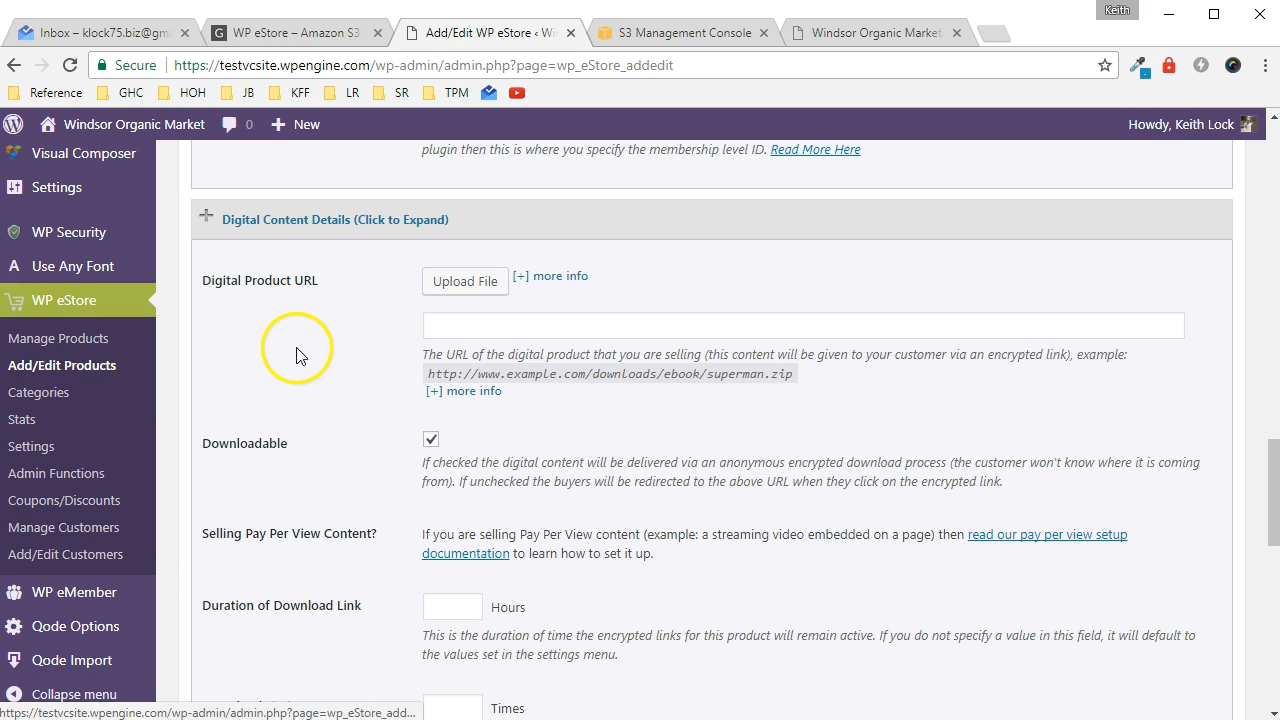 Keith
Inbox – klock75.biz@gm
WP eStore – Amazon S3
Add/Edit WP eStore ‹ Wi
S3 Management Console
Windsor Organic Market
Secure
https://testvcsite.wpengine.com/wp-admin/admin.php?page=wp_eStore_addedit
Reference
GHC
HOH
JB
KFF
LR
SR
TPM
Windsor Organic Market
0
New
Howdy, Keith Lock
Visual Composer
Settings
WP Security
Use Any Font
WP eStore
Manage Products
Add/Edit Products
Categories
Stats
Settings
Admin Functions
Coupons/Discounts
Manage Customers
Add/Edit Customers
WP eMember
Qode Options
Qode Import
Collapse menu
plugin then this is where you specify the membership level ID. Read More Here
Digital Content Details (Click to Expand)
Digital Product URL
Upload File
[+] more info
The URL of the digital product that you are selling (this content will be given to your customer via an encrypted link), example:
http://www.example.com/downloads/ebook/superman.zip
[+] more info
Downloadable
If checked the digital content will be delivered via an anonymous encrypted download process (the customer won't know where it is coming
from). If unchecked the buyers will be redirected to the above URL when they click on the encrypted link.
Selling Pay Per View Content?
If you are selling Pay Per View content (example: a streaming video embedded on a page) then read our pay per view setup
documentation to learn how to set it up.
Duration of Download Link
Hours
This is the duration of time the encrypted links for this product will remain active. If you do not specify a value in this field, it will default to
the values set in the settings menu.
Times
https://testvcsite.wpengine.com/wp-admin/admin.php?page=wp_eStore_add...